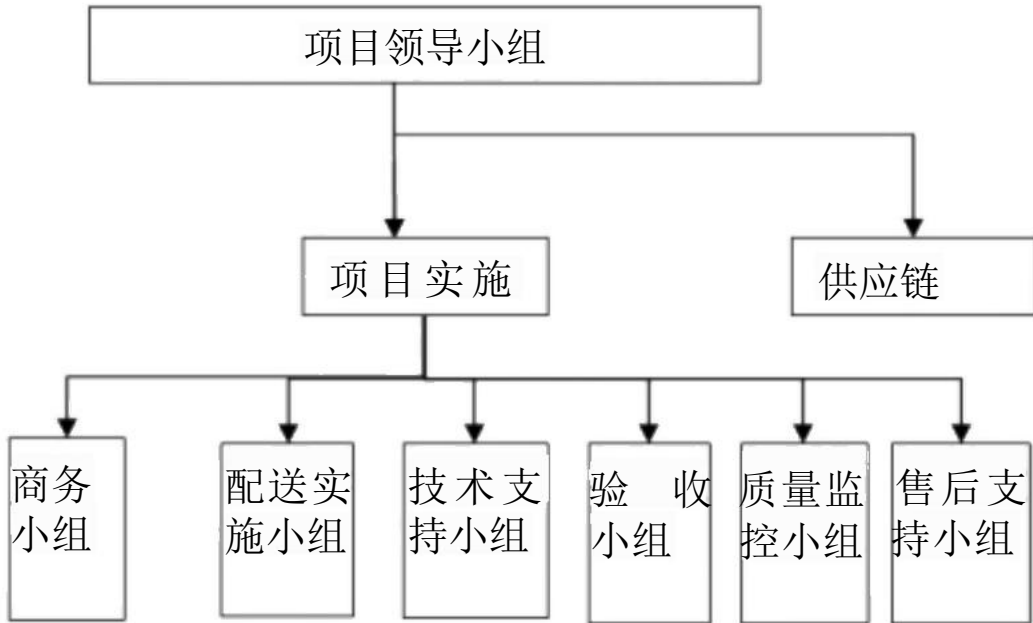 项目领导小组
项目实施
供应链
商务
小组
配送实
施小组
技术支
持小组
验 收
小组
质量监
控小组
售后支
持小组